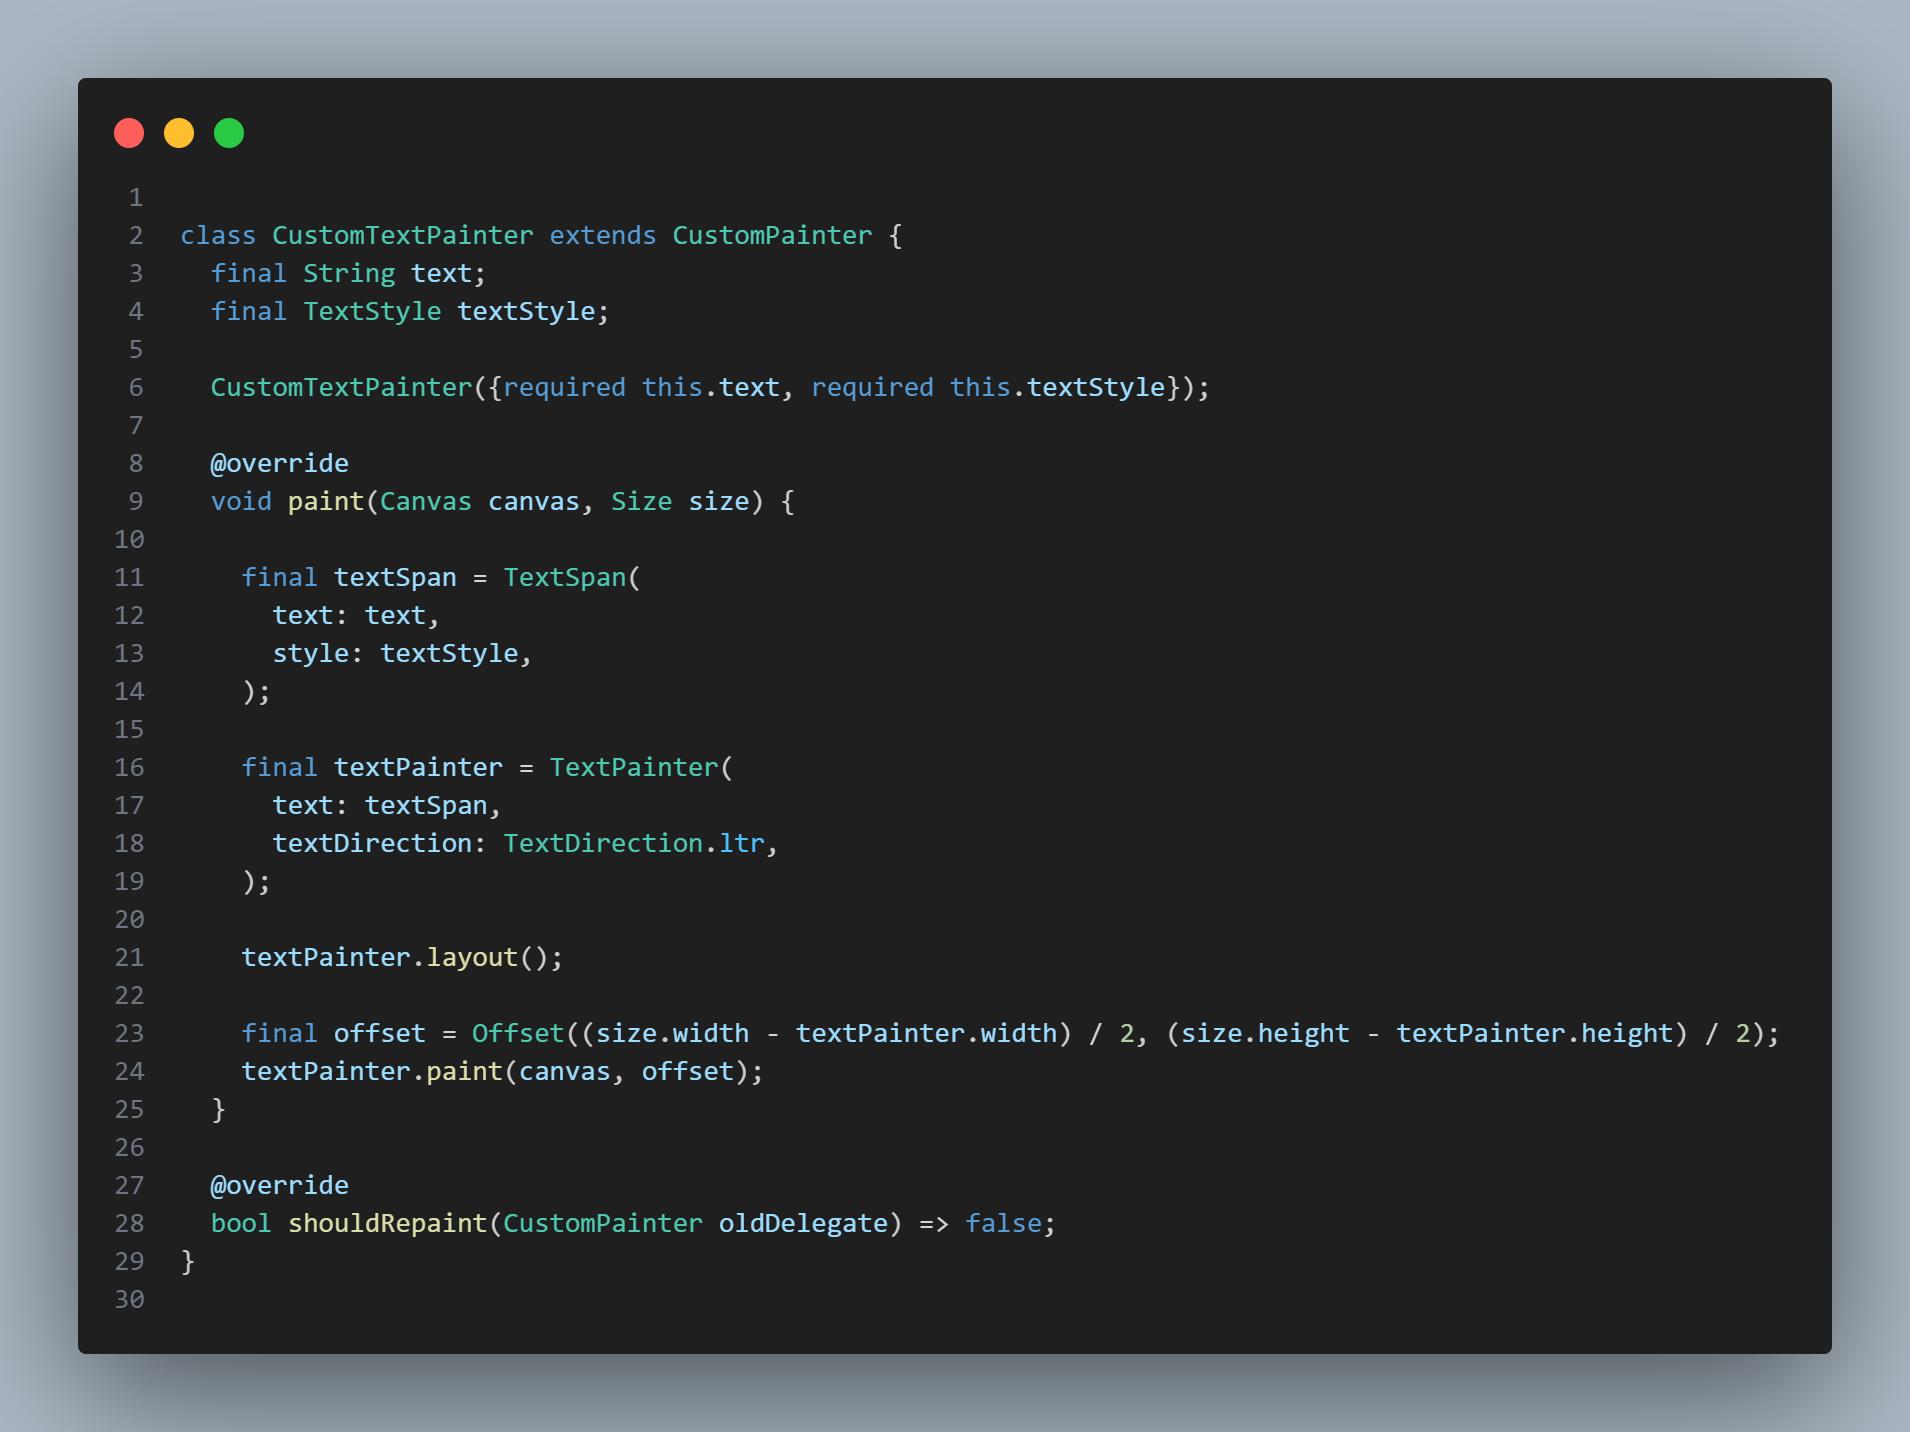 1
2 class CustomTextPainter extends CustomPainter {
3   final String text;
4   final TextStyle textStyle;
5
6   CustomTextPainter({required this.text, required this.textStyle});
7
8   @override
9   void paint(Canvas canvas, Size size) {
10
11     final textSpan = TextSpan(
12       text: text,
13       style: textStyle,
14     );
15
16     final textPainter = TextPainter(
17       text: textSpan,
18       textDirection: TextDirection.ltr,
19     );
20
21     textPainter.layout();
22
23     final offset = Offset((size.width - textPainter.width) / 2, (size.height - textPainter.height) / 2);
24     textPainter.paint(canvas, offset);
25   }
26
27   @override
28   bool shouldRepaint(CustomPainter oldDelegate) => false;
29 }
30